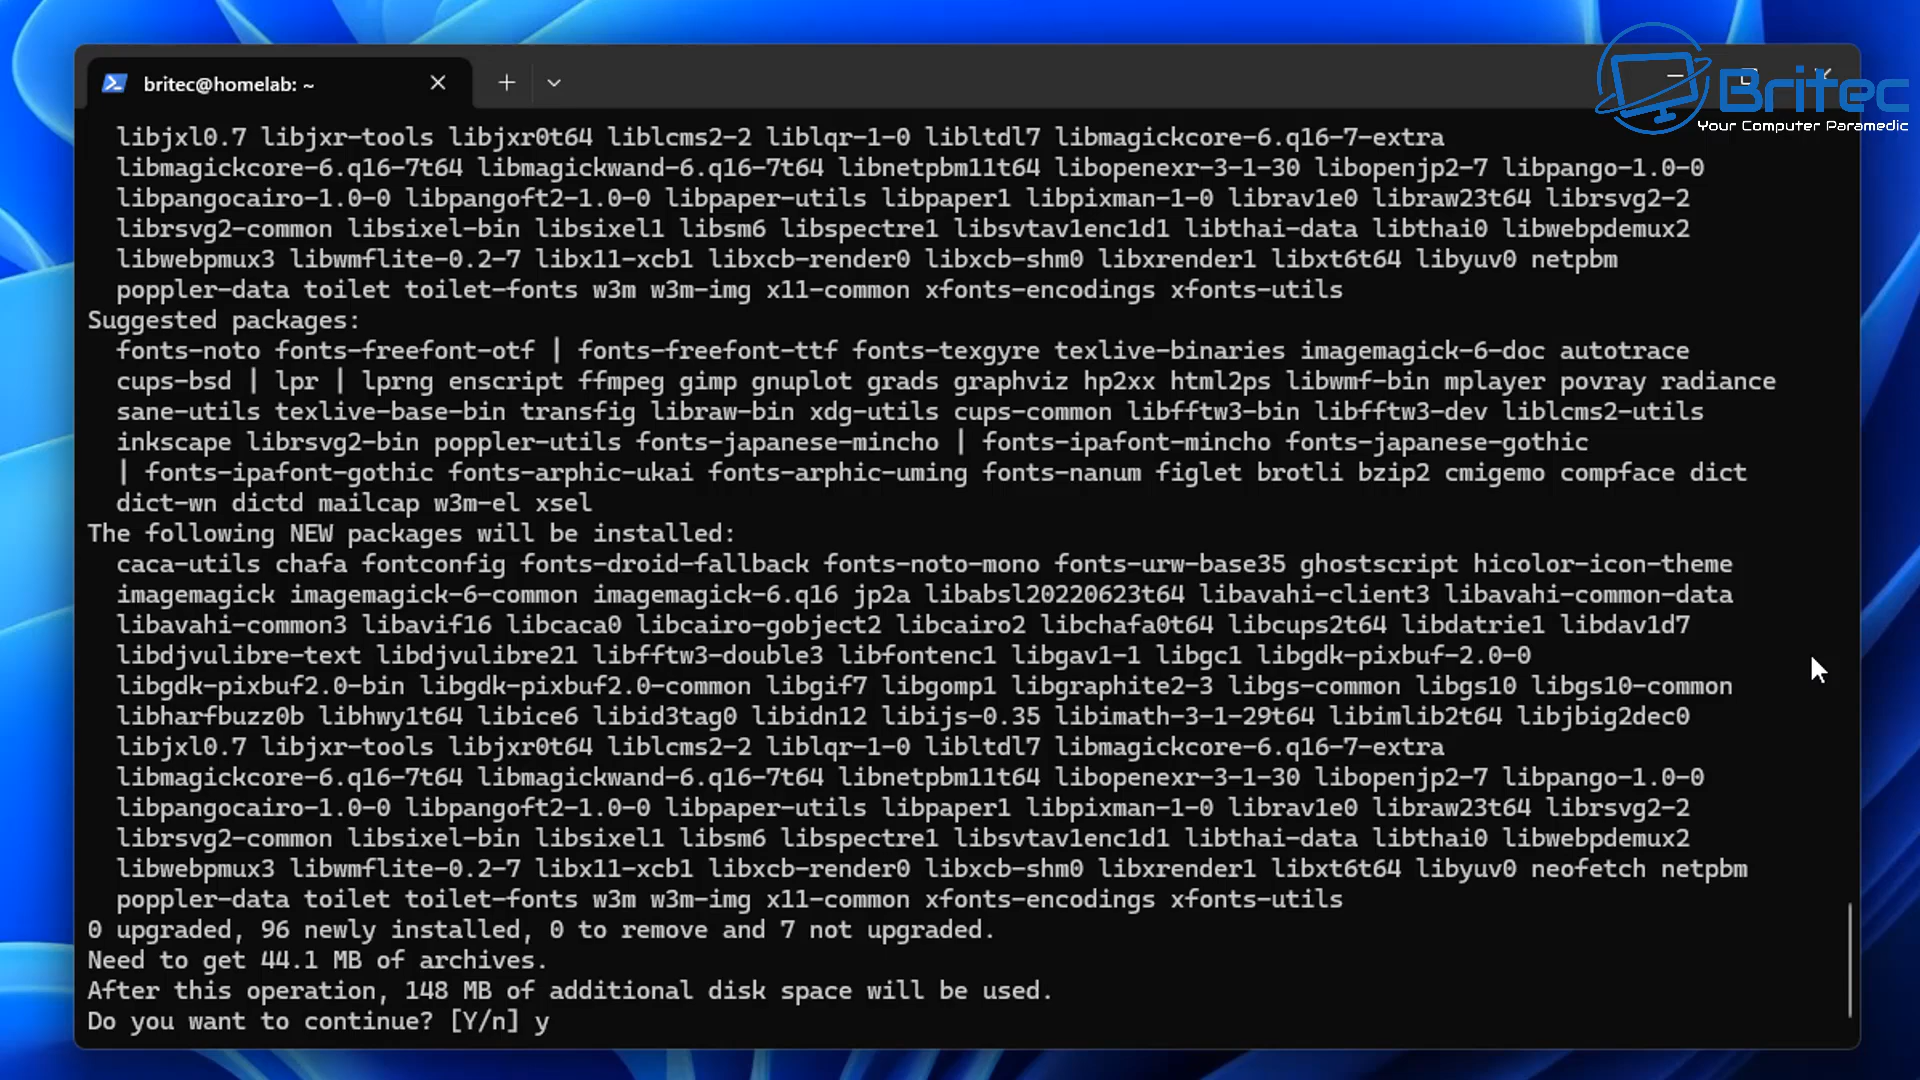 britec@homelab: ~
Britec
Your Computer Paramedic
libjxl0.7 libjxr-tools libjxr0t64 liblcms2-2 liblqr-1-0 libltdl7 libmagickcore-6.q16-7-extra
libmagickcore-6.q16-7t64 libmagickwand-6.q16-7t64 libnetpbm11t64 libopenexr-3-1-30 libopenjp2-7 libpango-1.0-0
libpangocairo-1.0-0 libpangoft2-1.0-0 libpaper-utils libpaper1 libpixman-1-0 librav1e0 libraw23t64 librsvg2-2
librsvg2-common libsixel-bin libsixel1 libsm6 libspectre1 libsvtav1enc1d1 libthai-data libthai0 libwebpdemux2
libwebpmux3 libwmflite-0.2-7 libx11-xcb1 libxcb-render0 libxcb-shm0 libxrender1 libxt6t64 libyuv0 netpbm
poppler-data toilet toilet-fonts w3m w3m-img x11-common xfonts-encodings xfonts-utils
Suggested packages:
fonts-noto fonts-freefont-otf | fonts-freefont-ttf fonts-texgyre texlive-binaries imagemagick-6-doc autotrace
cups-bsd | lpr | lprng enscript ffmpeg gimp gnuplot grads graphviz hp2xx html2ps libwmf-bin mplayer povray radiance
sane-utils texlive-base-bin transfig libraw-bin xdg-utils cups-common libfftw3-bin libfftw3-dev liblcms2-utils
inkscape librsvg2-bin poppler-utils fonts-japanese-mincho | fonts-ipafont-mincho fonts-japanese-gothic
| fonts-ipafont-gothic fonts-arphic-ukai fonts-arphic-uming fonts-nanum figlet brotli bzip2 cmigemo compface dict
dict-wn dictd mailcap w3m-el xsel
The following NEW packages will be installed:
caca-utils chafa fontconfig fonts-droid-fallback fonts-noto-mono fonts-urw-base35 ghostscript hicolor-icon-theme
imagemagick imagemagick-6-common imagemagick-6.q16 jp2a libabsl20220623t64 libavahi-client3 libavahi-common-data
libavahi-common3 libavif16 libcaca0 libcairo-gobject2 libcairo2 libchafa0t64 libcups2t64 libdatrie1 libdav1d7
libdjvulibre-text libdjvulibre21 libfftw3-double3 libfontenc1 libgav1-1 libgc1 libgdk-pixbuf-2.0-0
libgdk-pixbuf2.0-bin libgdk-pixbuf2.0-common libgif7 libgomp1 libgraphite2-3 libgs-common libgs10 libgs10-common
libharfbuzz0b libhwy1t64 libice6 libid3tag0 libidn12 libijs-0.35 libimath-3-1-29t64 libimlib2t64 libjbig2dec0
libjxl0.7 libjxr-tools libjxr0t64 liblcms2-2 liblqr-1-0 libltdl7 libmagickcore-6.q16-7-extra
libmagickcore-6.q16-7t64 libmagickwand-6.q16-7t64 libnetpbm11t64 libopenexr-3-1-30 libopenjp2-7 libpango-1.0-0
libpangocairo-1.0-0 libpangoft2-1.0-0 libpaper-utils libpaper1 libpixman-1-0 librav1e0 libraw23t64 librsvg2-2
librsvg2-common libsixel-bin libsixel1 libsm6 libspectre1 libsvtav1enc1d1 libthai-data libthai0 libwebpdemux2
libwebpmux3 libwmflite-0.2-7 libx11-xcb1 libxcb-render0 libxcb-shm0 libxrender1 libxt6t64 libyuv0 neofetch netpbm
poppler-data toilet toilet-fonts w3m w3m-img x11-common xfonts-encodings xfonts-utils
0 upgraded, 96 newly installed, 0 to remove and 7 not upgraded.
Need to get 44.1 MB of archives.
After this operation, 148 MB of additional disk space will be used.
Do you want to continue? [Y/n] y